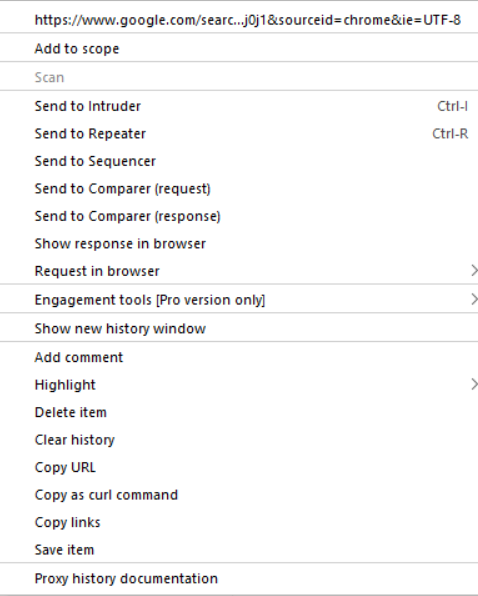 https://www.google.com/searc...j0j1&sourceid=chrome&ie=UTF-8
Add to scope
Scan
Send to Intruder Ctrl-I
Send to Repeater Ctrl-R
Send to Sequencer
Send to Comparer (request)
Send to Comparer (response)
Show response in browser
Request in browser
Engagement tools [Pro version only]
Show new history window
Add comment
Highlight
Delete item
Clear history
Copy URL
Copy as curl command
Copy links
Save item
Proxy history documentation